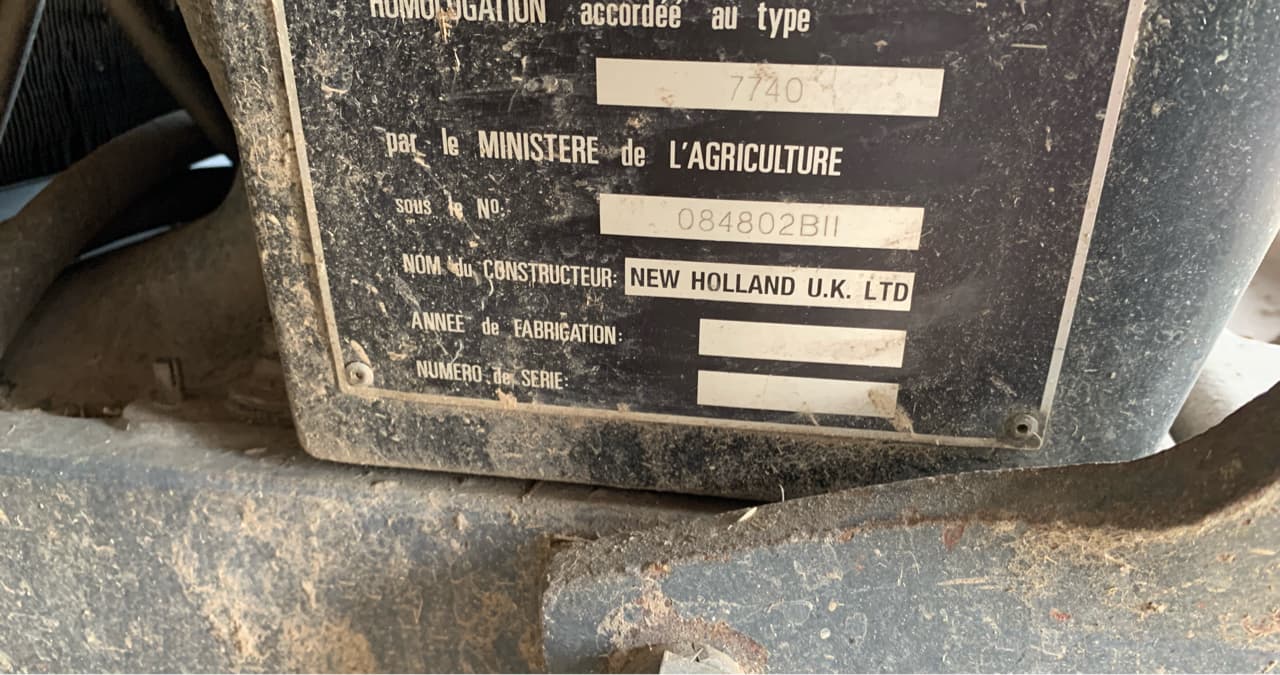 HOMOLOGATION accordée au type
7740
par le MINISTERE de L'AGRICULTURE
sous le Nº:
084802BII
NOM du CONSTRUCTEUR: NEW HOLLAND U.K. LTD
ANNEE de FABRICATION:
NUMERO de SERIE: